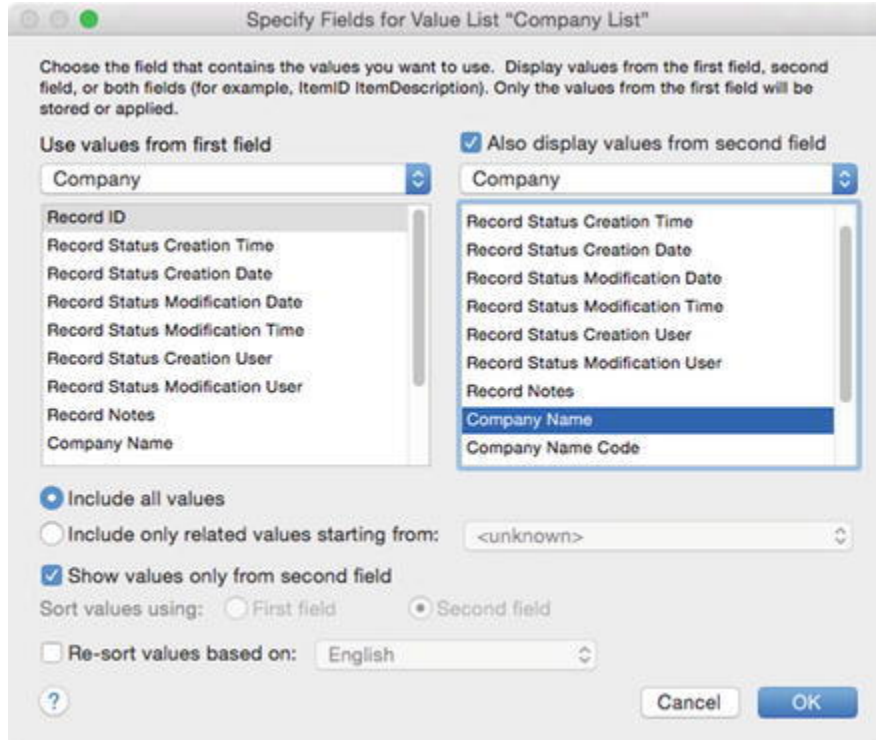 Specify Fields for Value List “Company List”
Choose the field that contains the values you want to use. Display values from the first field, second
field, or both fields (for example, ItemID ItemDescription). Only the values from the first field will be
stored or applied.
Use values from first field
Also display values from second field
Company
Company
Record ID
Record Status Creation Time
Record Status Creation Date
Record Status Modification Date
Record Status Modification Time
Record Status Creation User
Record Status Modification User
Record Notes
Company Name
Record Status Creation Time
Record Status Creation Date
Record Status Modification Date
Record Status Modification Time
Record Status Creation User
Record Status Modification User
Record Notes
Company Name
Company Name Code
Include all values
Include only related values starting from: <unknown>
Show values only from second field
Sort values using: First field Second field
Re-sort values based on: English
? Cancel OK